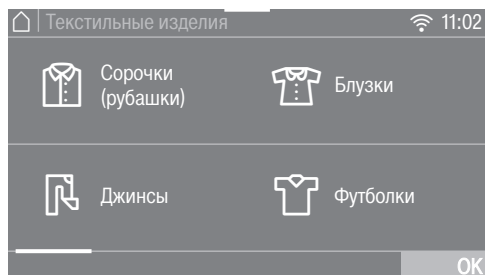 Текстильные изделия 11:02
Сорочки
(рубашки)
Блузки
Джинсы
Футболки
OK